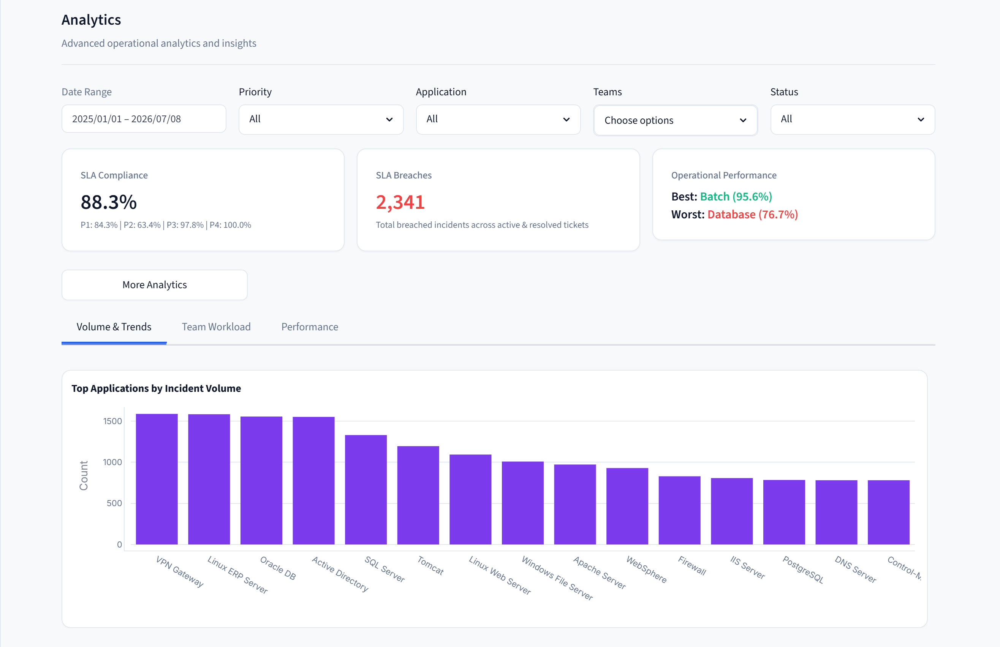 Analytics
Advanced operational analytics and insights
Date Range
Priority
Application
Teams
Status
2025/01/01 – 2026/07/08
All
All
Choose options
All
SLA Compliance
88.3%
P1: 84.3% | P2: 63.4% | P3: 97.8% | P4: 100.0%
SLA Breaches
2,341
Total breached incidents across active & resolved tickets
Operational Performance
Best: Batch (95.6%)
Worst: Database (76.7%)
More Analytics
Volume & Trends
Team Workload
Performance
Top Applications by Incident Volume
Count
1500
1000
500
0
VPN Gateway
Linux ERP Server
Oracle DB
Active Directory
SQL Server
Tomcat
Linux Web Server
Windows File Server
Apache Server
WebSphere
Firewall
IIS Server
PostgreSQL
DNS Server
Control-M